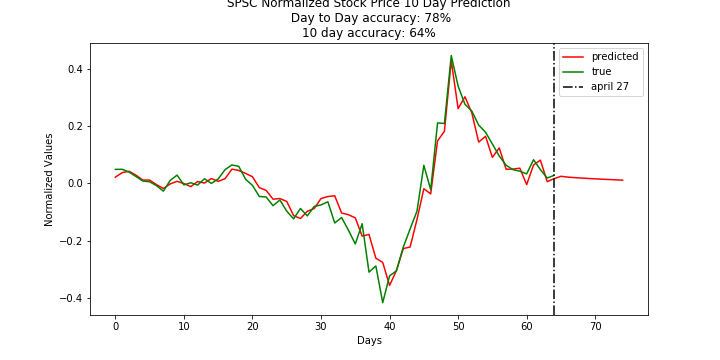 SPSC Normalized Stock Price 10 Day Prediction
Day to Day accuracy: 78%
10 day accuracy: 64%
predicted
true
april 27
Normalized Values
0.4
0.2
0.0
−0.2
−0.4
0 10 20 30 40 50 60 70
Days